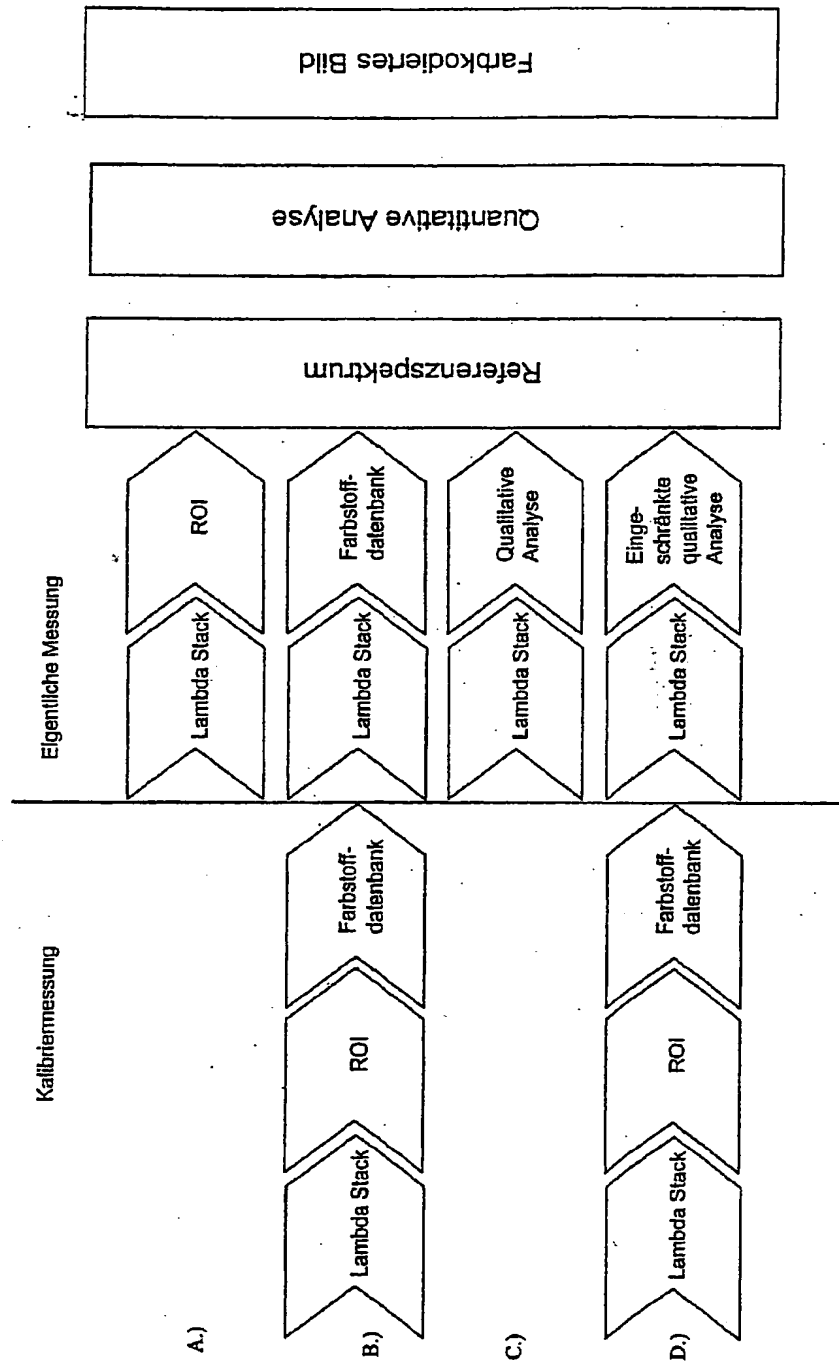 Kalibriermessung
Eigentliche Messung
A.)
Lambda Stack
ROI
B.)
Lambda Stack
ROI
Farbstoff-
datenbank
Lambda Stack
Farbstoff-
datenbank
C.)
Lambda Stack
Qualitative
Analyse
D.)
Lambda Stack
ROI
Farbstoff-
datenbank
Lambda Stack
Einge-
schränkte
qualitative
Analyse
Referenzspektrum
Quantitative Analyse
Farbkodiertes Bild